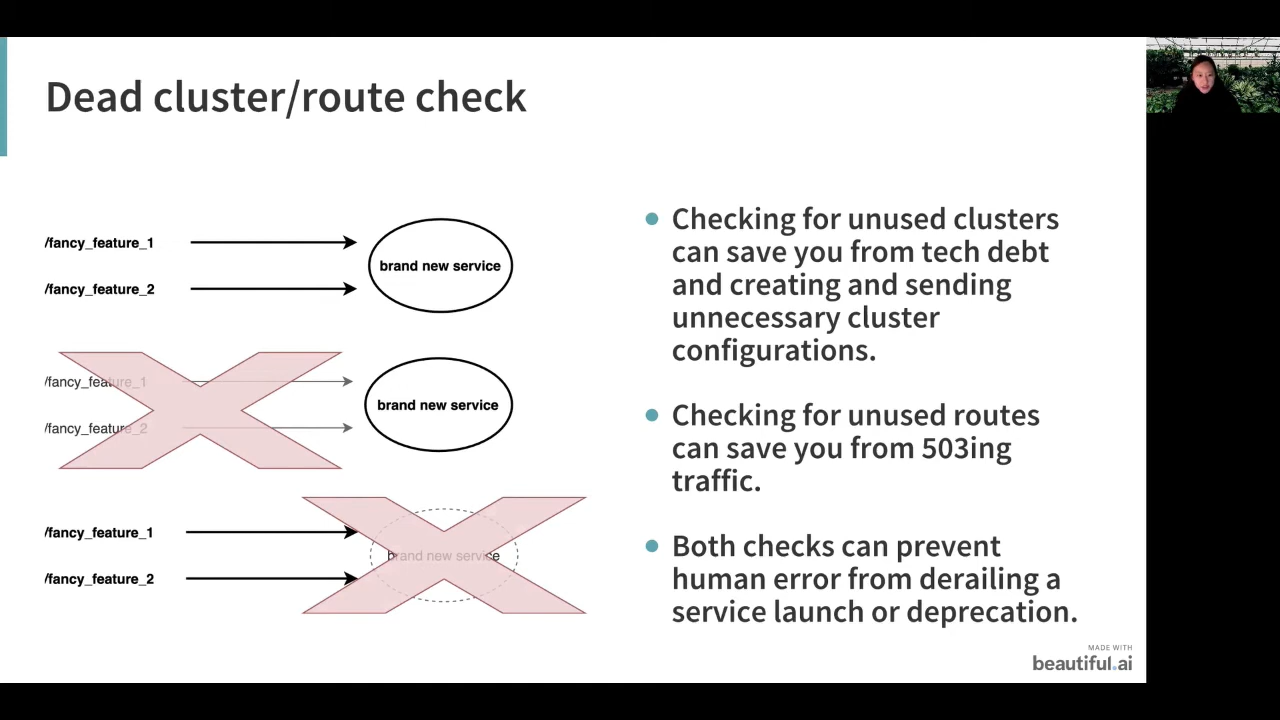 Dead cluster/route check
/fancy_feature_1
/fancy_feature_2
brand new service
/fancy_feature_1
/fancy_feature_2
brand new service
/fancy_feature_1
/fancy_feature_2
brand new service
Checking for unused clusters
can save you from tech debt
and creating and sending
unnecessary cluster
configurations.
Checking for unused routes
can save you from 503ing
traffic.
Both checks can prevent
human error from derailing a
service launch or deprecation.
MADE WITH
beautiful.ai